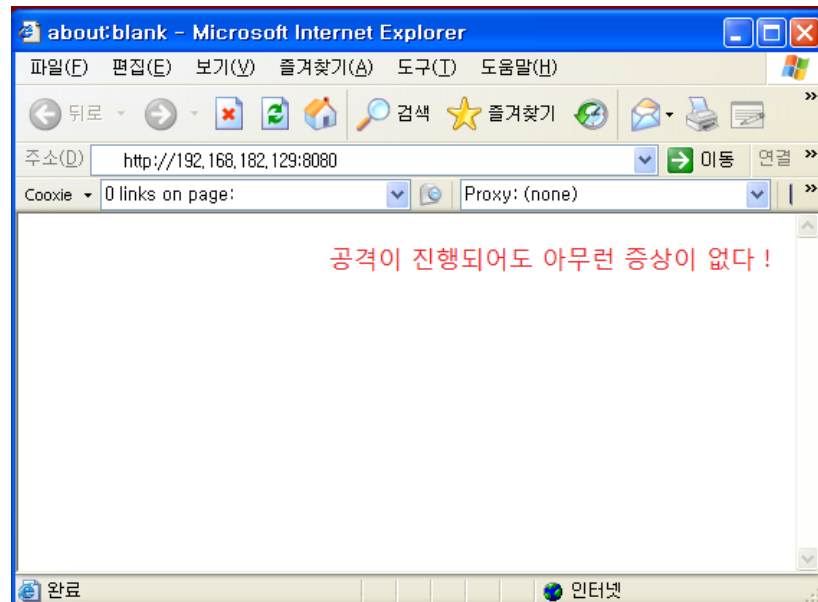 about:blank - Microsoft Internet Explorer
파일(F) 편집(E) 보기(V) 즐겨찾기(A) 도구(T) 도움말(H)
뒤로 검색 즐겨찾기 »
주소(D) http://192,168,182,129:8080 이동 연결 »
Cooxie 0 links on page: Proxy: (none) »
공격이 진행되어도 아무런 증상이 없다 !
완료 인터넷